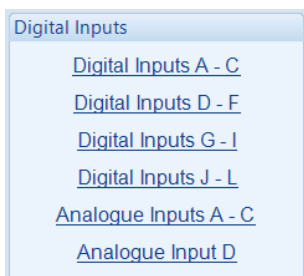 Digital Inputs
Digital Inputs A - C
Digital Inputs D - F
Digital Inputs G - I
Digital Inputs J - L
Analogue Inputs A - C
Analogue Input D